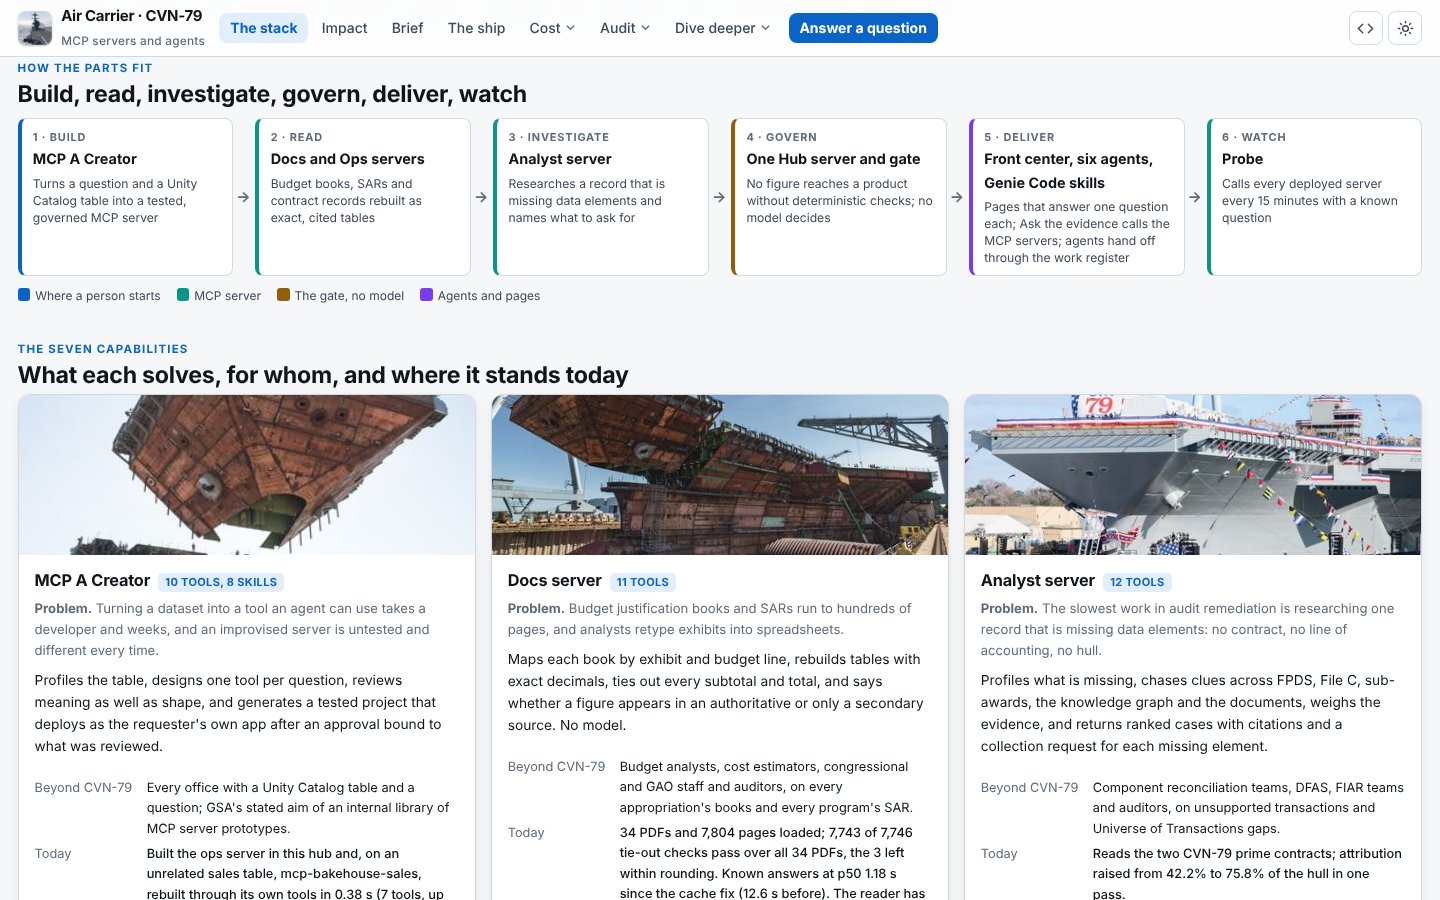 Air Carrier · CVN-79
MCP servers and agents
The stack
Impact
Brief
The ship
Cost
Audit
Dive deeper
Answer a question
HOW THE PARTS FIT
Build, read, investigate, govern, deliver, watch
1 · BUILD
MCP A Creator
Turns a question and a Unity
Catalog table into a tested,
governed MCP server
2 · READ
Docs and Ops servers
Budget books, SARs and
contract records rebuilt as
exact, cited tables
3 · INVESTIGATE
Analyst server
Researches a record that is
missing data elements and
names what to ask for
4 · GOVERN
One Hub server and gate
No figure reaches a product
without deterministic checks; no
model decides
5 · DELIVER
Front center, six agents,
Genie Code skills
Pages that answer one question
each; Ask the evidence calls the
MCP servers; agents hand off
through the work register
6 · WATCH
Probe
Calls every deployed server
every 15 minutes with a known
question
Where a person starts
MCP server
The gate, no model
Agents and pages
THE SEVEN CAPABILITIES
What each solves, for whom, and where it stands today
79
MCP A Creator
10 TOOLS, 8 SKILLS
Problem. Turning a dataset into a tool an agent can use takes a
developer and weeks, and an improvised server is untested and
different every time.
Profiles the table, designs one tool per question, reviews
meaning as well as shape, and generates a tested project that
deploys as the requester's own app after an approval bound to
what was reviewed.
Beyond CVN-79
Every office with a Unity Catalog table and a
question; GSA's stated aim of an internal library of
MCP server prototypes.
Today
Built the ops server in this hub and, on an
unrelated sales table, mcp-bakehouse-sales,
rebuilt through its own tools in 0.38 s (7 tools, up
Docs server
11 TOOLS
Problem. Budget justification books and SARs run to hundreds of
pages, and analysts retype exhibits into spreadsheets.
Maps each book by exhibit and budget line, rebuilds tables with
exact decimals, ties out every subtotal and total, and says
whether a figure appears in an authoritative or only a secondary
source. No model.
Beyond CVN-79
Budget analysts, cost estimators, congressional
and GAO staff and auditors, on every
appropriation's books and every program's SAR.
Today
34 PDFs and 7,804 pages loaded; 7,743 of 7,746
tie-out checks pass over all 34 PDFs, the 3 left
within rounding. Known answers at p50 1.18 s
since the cache fix (12.6 s before). The reader has
Analyst server
12 TOOLS
Problem. The slowest work in audit remediation is researching one
record that is missing data elements: no contract, no line of
accounting, no hull.
Profiles what is missing, chases clues across FPDS, File C, sub-
awards, the knowledge graph and the documents, weighs the
evidence, and returns ranked cases with citations and a
collection request for each missing element.
Beyond CVN-79
Component reconciliation teams, DFAS, FIAR teams
and auditors, on unsupported transactions and
Universe of Transactions gaps.
Today
Reads the two CVN-79 prime contracts; attribution
raised from 42.2% to 75.8% of the hull in one
pass.